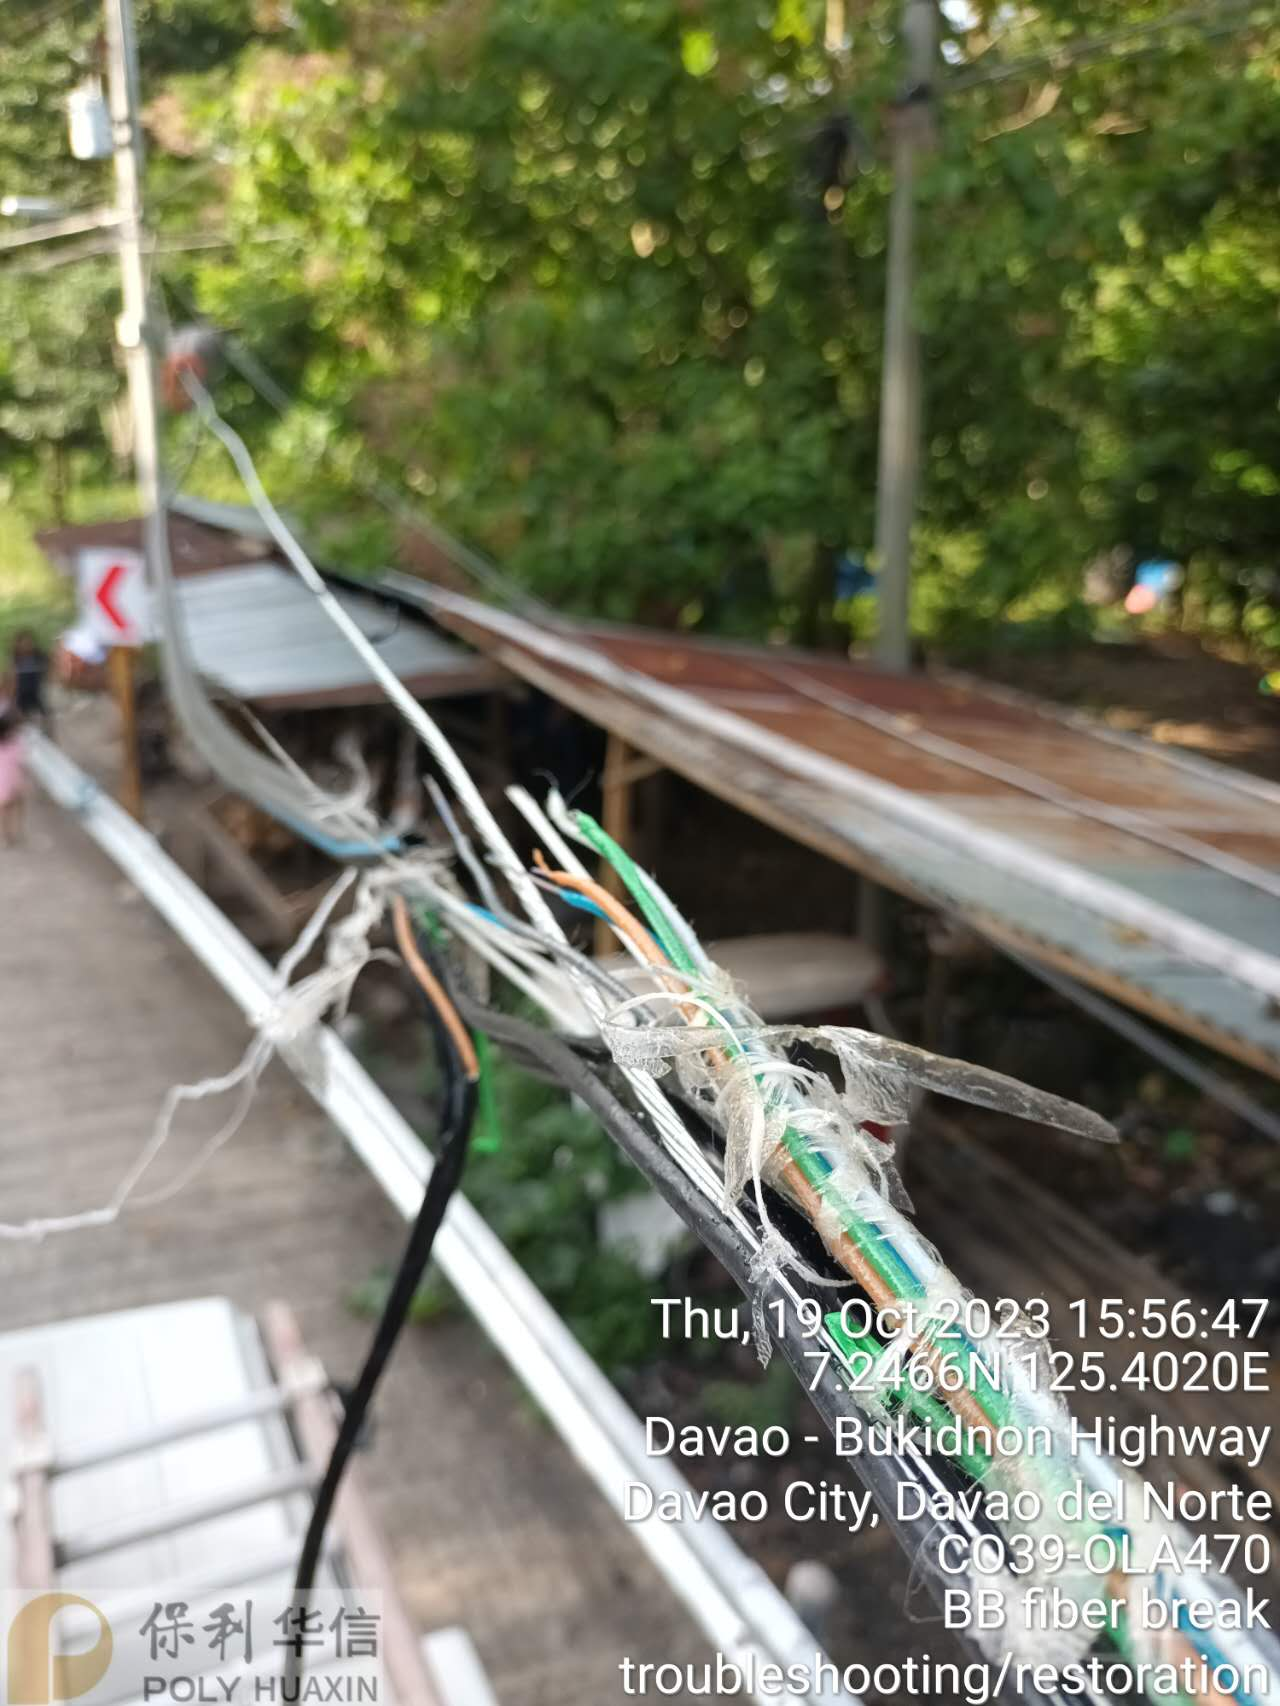 Thu, 19 Oct 2023 15:56:47
7.2466N 125.4020E
Davao - Bukidnon Highway
Davao City, Davao del Norte
CO39-OLA470
BB fiber break
troubleshooting/restoration
保利华信
POLY HUAXIN